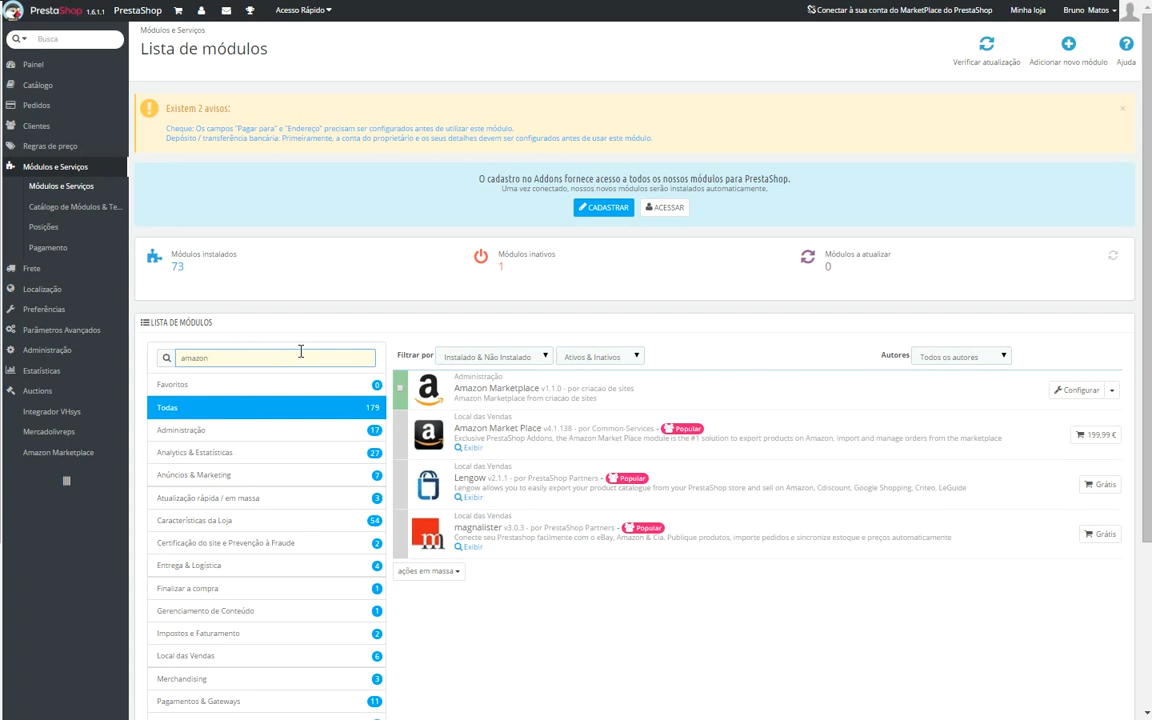 PrestaShop 1.6.1.1 PrestaShop Acesso Rápido Conectar à sua conta do MarketPlace do PrestaShop Minha loja Bruno Matos
Busca
Painel
Catálogo
Pedidos
Clientes
Regras de preço
Módulos e Serviços
Módulos e Serviços
Catálogo de Módulos & Te...
Posições
Pagamento
Frete
Localização
Preferências
Parâmetros Avançados
Administração
Estatísticas
Auctions
Integrador VHsys
Mercadolivreps
Amazon Marketplace
Módulos e Serviços
Lista de módulos
Verificar atualização Adicionar novo módulo Ajuda
Existem 2 avisos:
Cheque: Os campos "Pagar para" e "Endereço" precisam ser configurados antes de utilizar este módulo.
Depósito / transferência bancária: Primeiramente, a conta do proprietário e os seus detalhes devem ser configurados antes de usar este módulo.
O cadastro no Addons fornece acesso a todos os nossos módulos para PrestaShop.
Uma vez conectado, nossos novos módulos serão instalados automaticamente.
CADASTRAR ACESSAR
Módulos instalados
73
Módulos inativos
1
Módulos a atualizar
0
LISTA DE MÓDULOS
amazon
Favoritos 0
Todas 179
Administração 17
Analytics & Estatísticas 27
Anúncios & Marketing 7
Atualização rápida / em massa 3
Características da Loja 54
Certificação do site e Prevenção à Fraude 2
Entrega & Logística 4
Finalizar a compra 1
Gerenciamento de Conteúdo 1
Impostos e Faturamento 2
Local das Vendas 6
Merchandising 3
Pagamentos & Gateways 11
Filtrar por Instalado & Não Instalado Ativos & Inativos Autores Todos os autores
Administração
Amazon Marketplace v1.1.0 - por criacao de sites
Amazon Marketplace from criacao de sites
Configurar
Local das Vendas
Amazon Market Place v4.1.138 - por Common-Services - Popular
Exclusive PrestaShop Addons, the Amazon Market Place module is the #1 solution to export products on Amazon, import and manage orders from the marketplace
Exibir
199,99 €
Local das Vendas
Lengow v2.1.1 - por PrestaShop Partners - Popular
Lengow allows you to easily export your product catalogue from your PrestaShop store and sell on Amazon, Cdiscount, Google Shopping, Criteo, LeGuide
Exibir
Grátis
Local das Vendas
magnalister v3.0.3 - por PrestaShop Partners - Popular
Conecte seu Prestashop facilmente com o eBay, Amazon & Cia. Publique produtos, importe pedidos e sincronize estoque e preços automaticamente
Exibir
Grátis
ações em massa